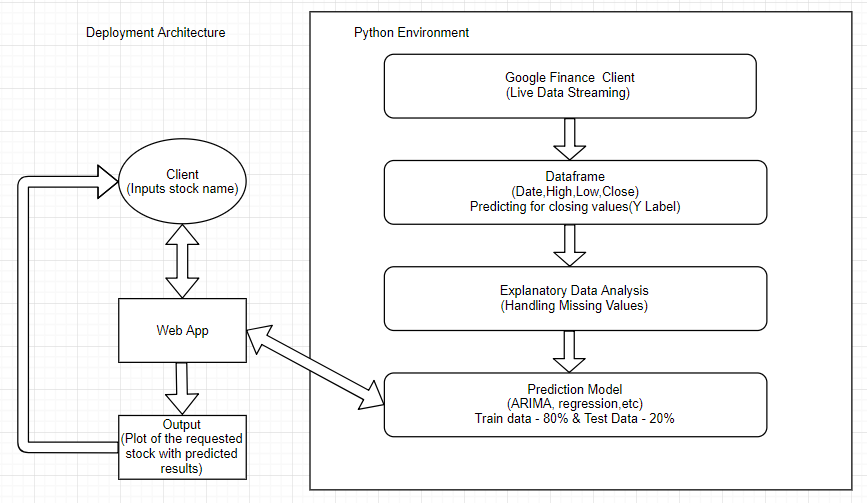 Deployment Architecture
Python Environment
Google Finance Client
(Live Data Streaming)
Dataframe
(Date,High,Low,Close)
Predicting for closing values(Y Label)
Explanatory Data Analysis
(Handling Missing Values)
Prediction Model
(ARIMA, regression,etc)
Train data - 80% & Test Data - 20%
Client
(Inputs stock name)
Web App
Output
(Plot of the requested
stock with predicted
results)